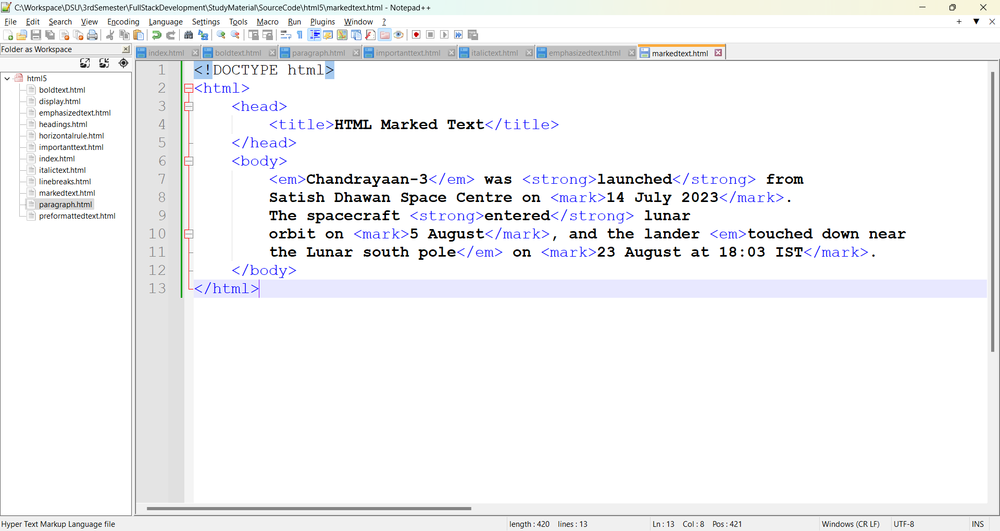 C:\Workspace\DSU\3rdSemester\FullStackDevelopment\StudyMaterial\SourceCode\html5\markedtext.html - Notepad++
File Edit Search View Encoding Language Settings Tools Macro Run Plugins Window ?
Folder as Workspace
index.html boldtext.html paragraph.html importanttext.html italictext.html emphasizedtext.html markedtext.html
html5
boldtext.html
display.html
emphasizedtext.html
headings.html
horizontalrule.html
importanttext.html
index.html
italictext.html
linebreaks.html
markedtext.html
paragraph.html
preformattedtext.html
1 <!DOCTYPE html>
2 <html>
3 <head>
4 <title>HTML Marked Text</title>
5 </head>
6 <body>
7 <em>Chandrayaan-3</em> was <strong>launched</strong> from
8 Satish Dhawan Space Centre on <mark>14 July 2023</mark>.
9 The spacecraft <strong>entered</strong> lunar
10 orbit on <mark>5 August</mark>, and the lander <em>touched down near
11 the Lunar south pole</em> on <mark>23 August at 18:03 IST</mark>.
12 </body>
13 </html>
Hyper Text Markup Language file length : 420 lines : 13 Ln : 13 Col : 8 Pos : 421 Windows (CR LF) UTF-8 INS